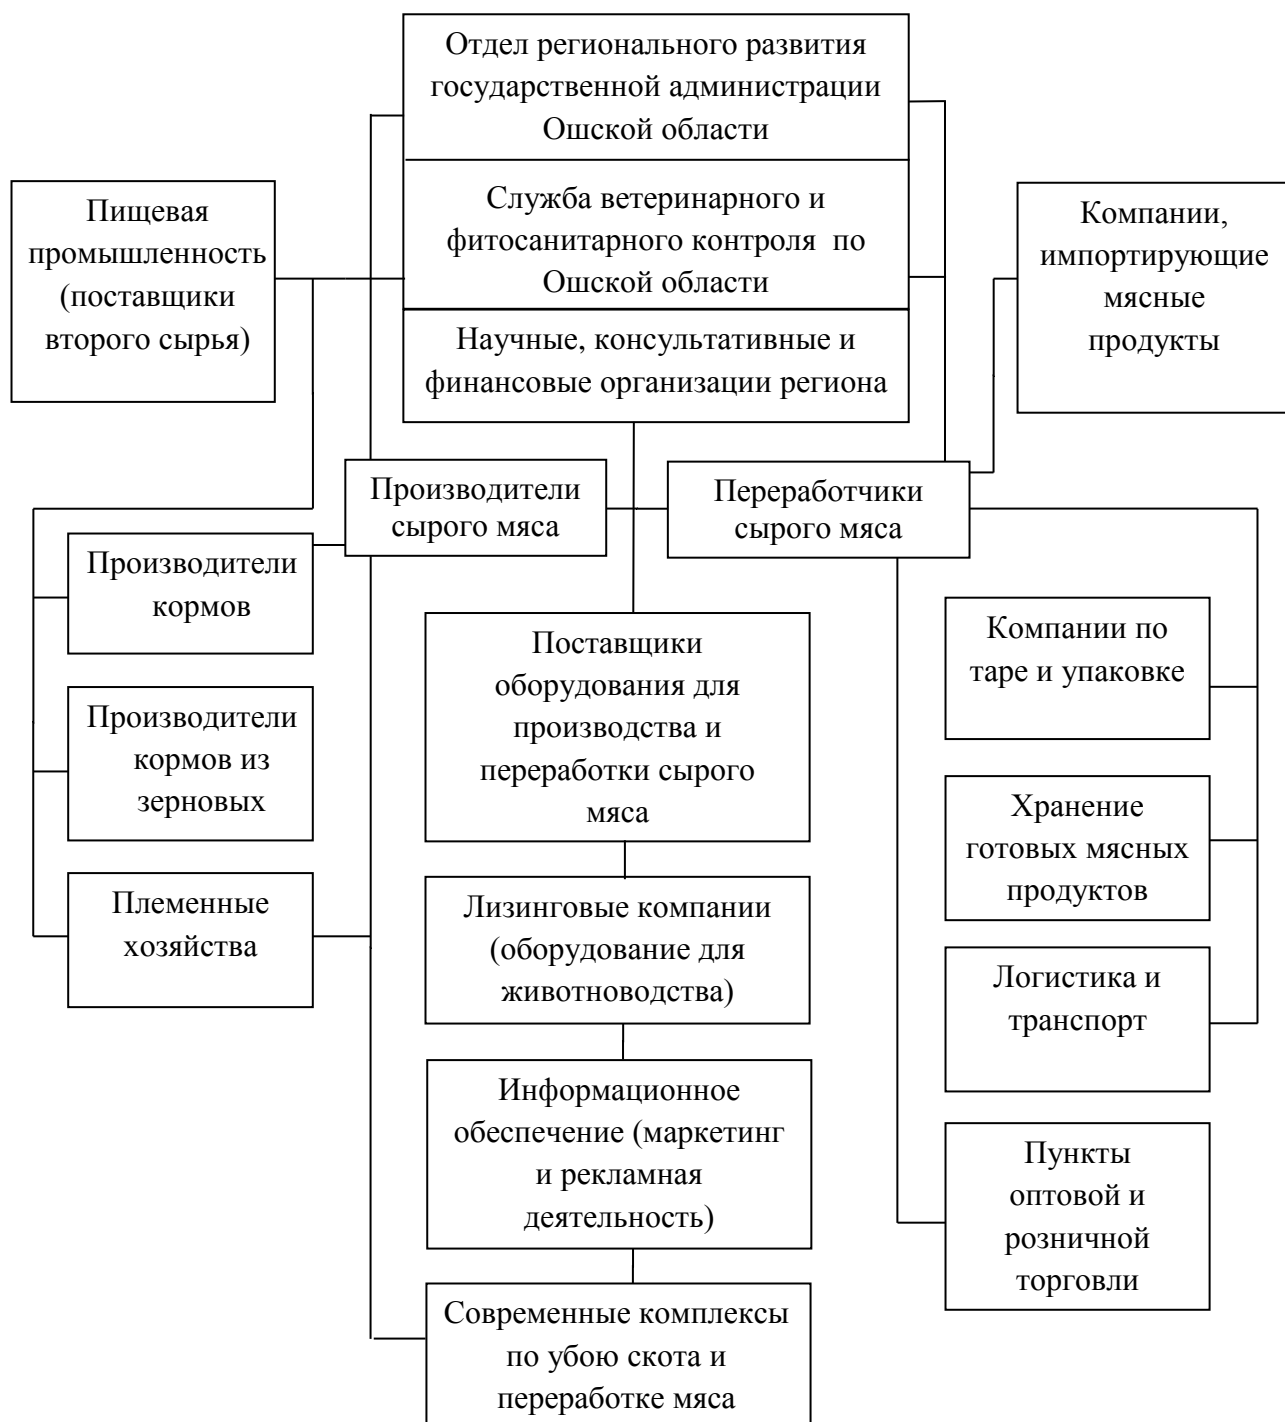 Отдел регионального развития
государственной администрации
Ошской области
Служба ветеринарного и
фитосанитарного контроля по
Ошской области
Научные, консультативные и
финансовые организации региона
Пищевая
промышленность
(поставщики
второго сырья)
Компании,
импортирующие
мясные
продукты
Производители
сырого мяса
Переработчики
сырого мяса
Производители
кормов
Производители
кормов из
зерновых
Племенные
хозяйства
Поставщики
оборудования для
производства и
переработки сырого
мяса
Лизинговые компании
(оборудование для
животноводства)
Информационное
обеспечение (маркетинг
и рекламная
деятельность)
Современные комплексы
по убою скота и
переработке мяса
Компании по
таре и упаковке
Хранение
готовых мясных
продуктов
Логистика и
транспорт
Пункты
оптовой и
розничной
торговли